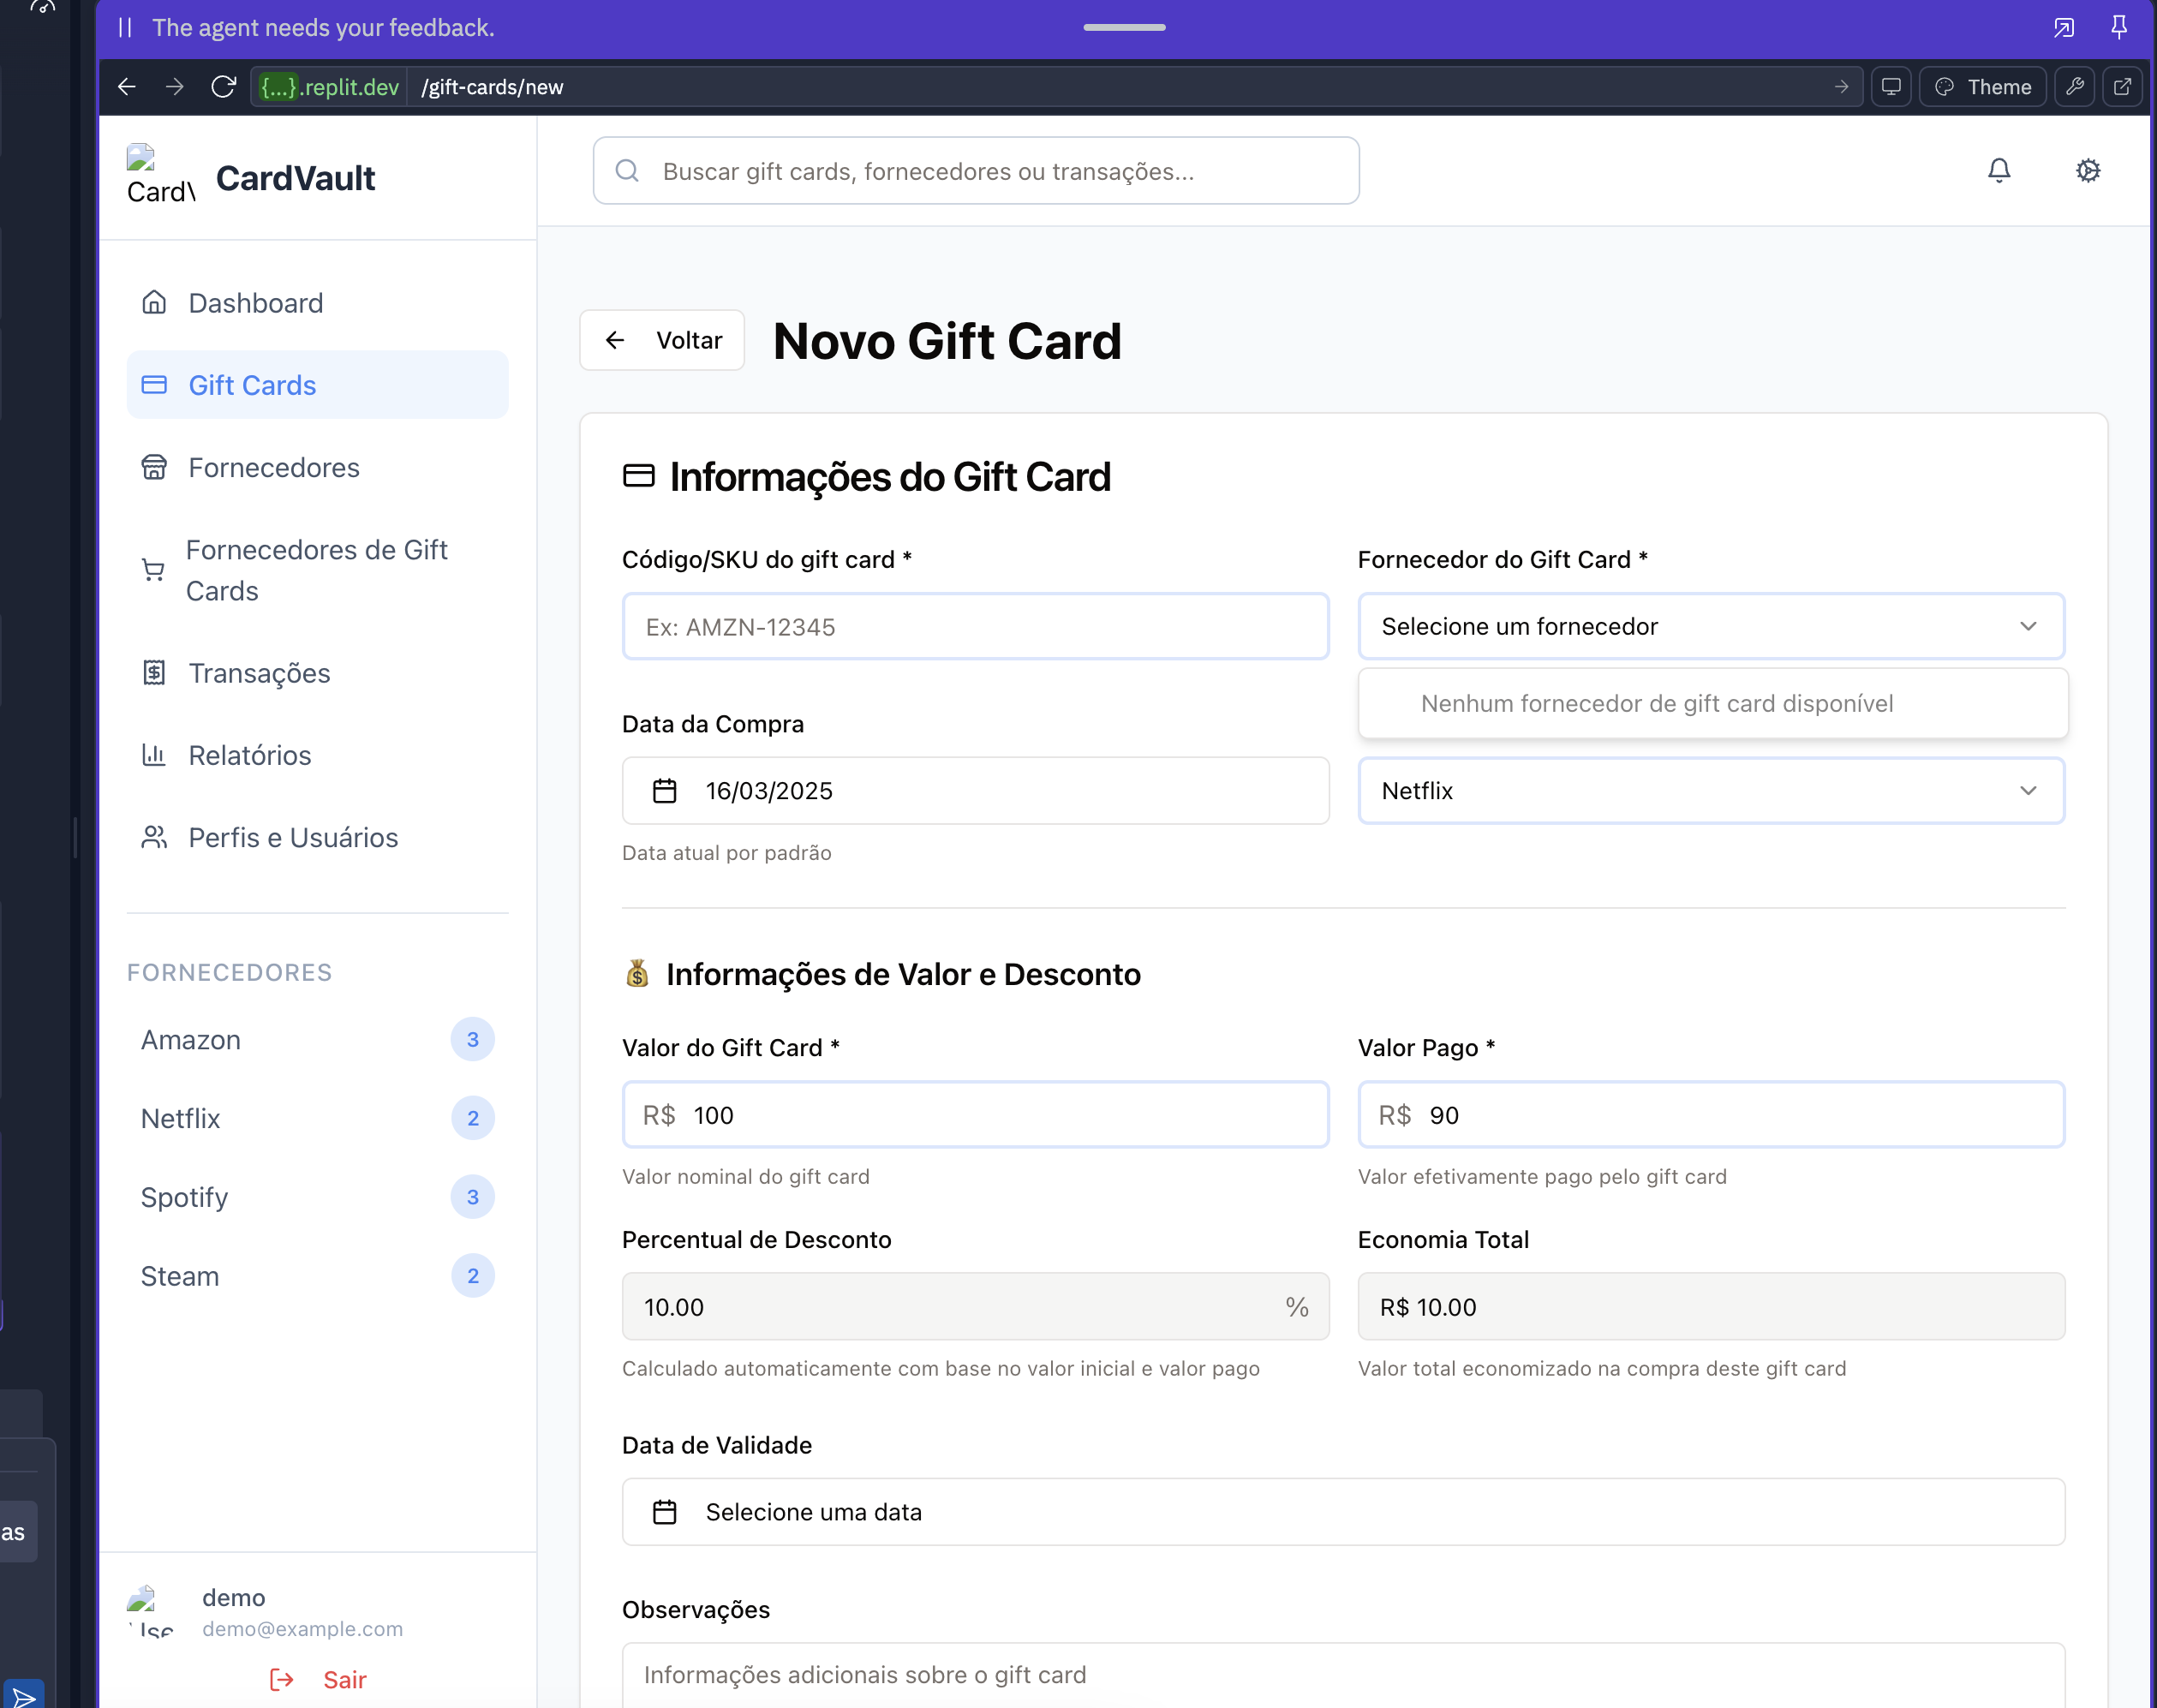 The agent needs your feedback.
{...}.replit.dev
/gift-cards/new
Theme
Card\
CardVault
Buscar gift cards, fornecedores ou transações...
Dashboard
Gift Cards
Fornecedores
Fornecedores de Gift
Cards
Transações
Relatórios
Perfis e Usuários
FORNECEDORES
Amazon 3
Netflix 2
Spotify 3
Steam 2
demo
demo@example.com
Sair
as
Voltar
Novo Gift Card
Informações do Gift Card
Código/SKU do gift card *
Ex: AMZN-12345
Fornecedor do Gift Card *
Selecione um fornecedor
Nenhum fornecedor de gift card disponível
Data da Compra
16/03/2025
Data atual por padrão
Netflix
Informações de Valor e Desconto
Valor do Gift Card *
R$ 100
Valor nominal do gift card
Valor Pago *
R$ 90
Valor efetivamente pago pelo gift card
Percentual de Desconto
10.00 %
Calculado automaticamente com base no valor inicial e valor pago
Economia Total
R$ 10.00
Valor total economizado na compra deste gift card
Data de Validade
Selecione uma data
Observações
Informações adicionais sobre o gift card